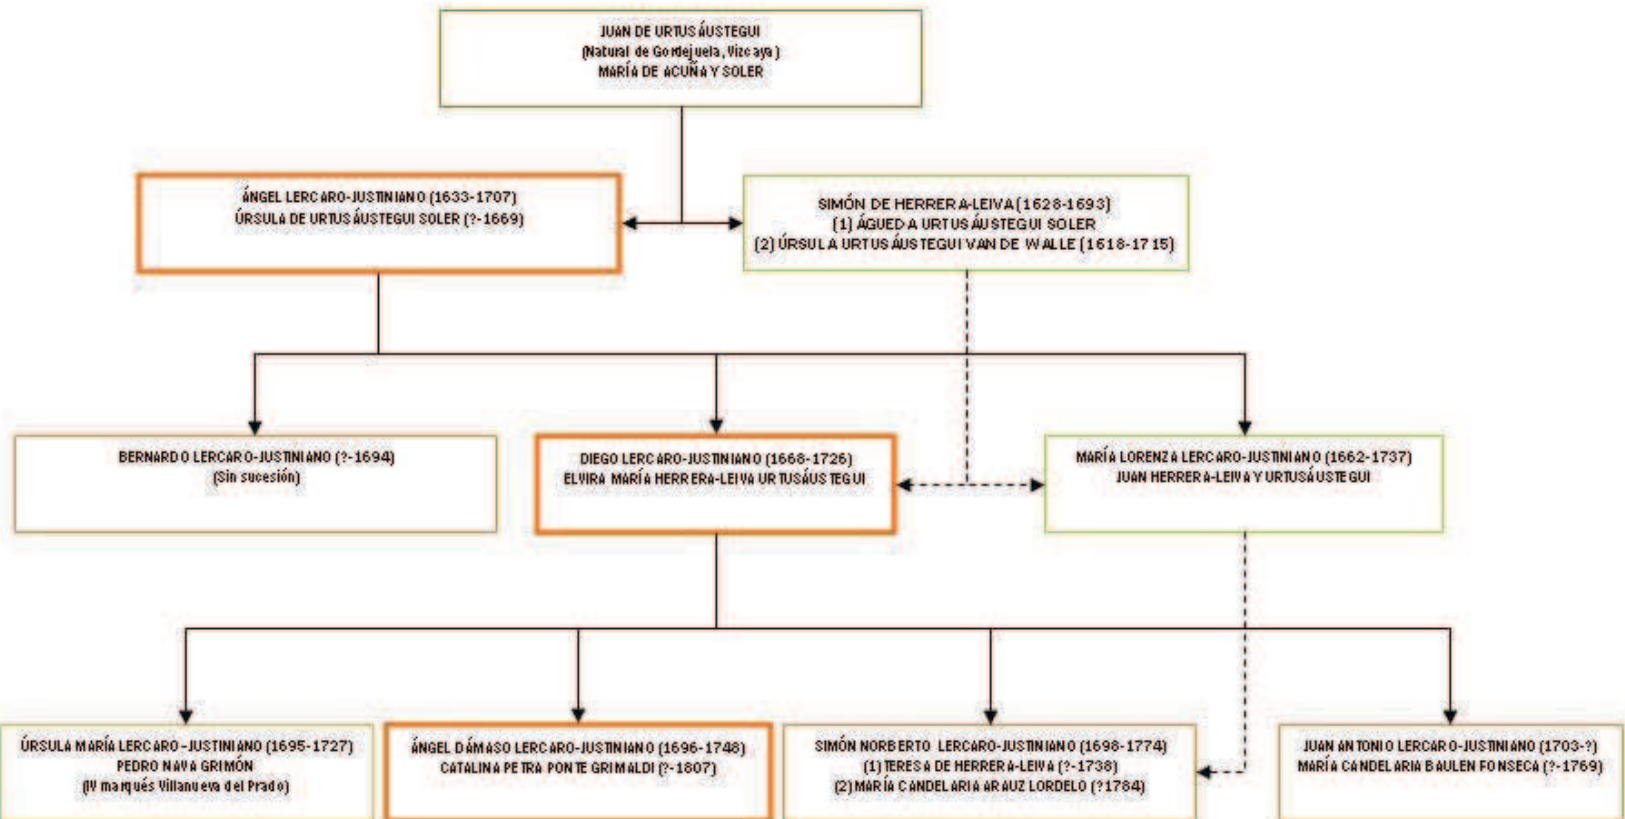 JUAN DE URTUSÁUSTEGUI
(Natural de Gordejuela, Vizcaya)
MARÍA DE ACUÑA Y SOLER
ÁNGEL LERCARO-JUSTINIANO (1633-1707)
ÚRSULA DE URTUSÁUSTEGUI SOLER (?-1669)
SIMÓN DE HERRERA-LEIVA (1628-1693)
(1) ÁGUEDA URTUSÁUSTEGUI SOLER
(2) ÚRSULA URTUSÁUSTEGUI VAN DE WALLE (1618-1715)
BERNARDO LERCARO-JUSTINIANO (?-1694)
(Sin sucesión)
DIEGO LERCARO-JUSTINIANO (1668-1726)
ELVIRA MARÍA HERRERA-LEIVA URTUSÁUSTEGUI
MARÍA LORENZA LERCARO-JUSTINIANO (1662-1737)
JUAN HERRERA-LEIVA Y URTUSÁUSTEGUI
ÚRSULA MARÍA LERCARO-JUSTINIANO (1695-1727)
PEDRO NAVA GRIMÓN
(IV marqués Villanueva del Prado)
ÁNGEL DÁMASO LERCARO-JUSTINIANO (1696-1748)
CATALINA PETRA PONTE GRIMALDI (?-1807)
SIMÓN NORBERTO LERCARO-JUSTINIANO (1698-1774)
(1) TERESA DE HERRERA-LEIVA (?-1738)
(2) MARÍA CANDELARIA ARAUZ LORDELO (?1784)
JUAN ANTONIO LERCARO-JUSTINIANO (1703-?)
MARÍA CANDELARIA BAULEN FONSECA (?-1769)